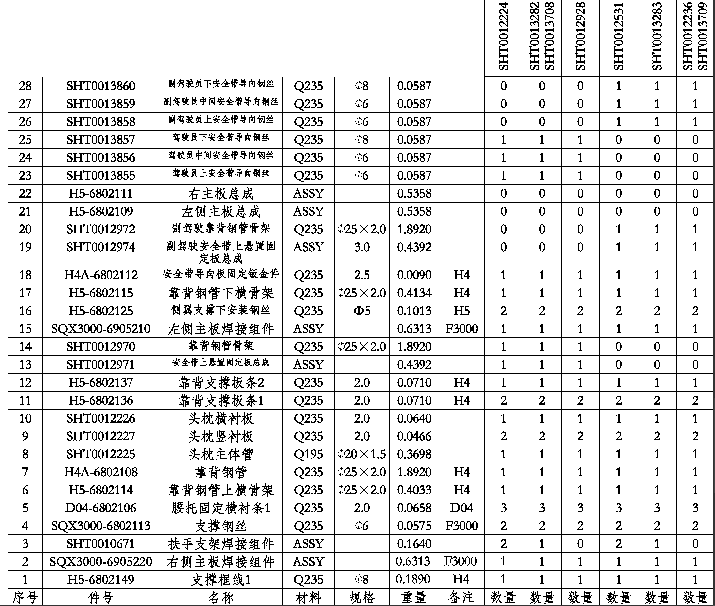 SHT0012224 SHT0013282 SHT0013708 SHT0012928 SHT0012531 SHT0013283 SHT0012236 SHT0013709
28 SHT0013860 副驾驶员下安全带导向钢丝 Q235 Φ8 0.0587 0 0 0 1 1 1
27 SHT0013859 副驾驶员中间安全带导向钢丝 Q235 Φ6 0.0587 0 0 0 1 1 1
26 SHT0013858 副驾驶员上安全带导向钢丝 Q235 Φ6 0.0587 0 0 0 1 1 1
25 SHT0013857 驾驶员下安全带导向钢丝 Q235 Φ8 0.0587 1 1 1 0 0 0
24 SHT0013856 驾驶员中间安全带导向钢丝 Q235 Φ6 0.0587 1 1 1 0 0 0
23 SHT0013855 驾驶员上安全带导向钢丝 Q235 Φ6 0.0587 1 1 1 0 0 0
22 H5-6802111 右主板总成 ASSY 0.5358 0 0 0 0 0 0
21 H5-6802109 左侧主板总成 ASSY 0.5358 0 0 0 0 0 0
20 SHT0012972 副驾驶靠背钢管骨架 Q235 Φ25×2.0 1.8920 0 0 0 1 1 1
19 SHT0012974 副驾驶安全带上悬置固定板总成 ASSY 3.0 0.4392 0 0 0 1 1 1
18 H4A-6802112 安全带导向板固定钣金件 Q235 2.5 0.0090 H4 1 1 1 1 1 1
17 H5-6802115 靠背钢管下横骨架 Q235 Φ25×2.0 0.4134 H4 1 1 1 1 1 1
16 H5-6802125 侧翼支撑下安装钢丝 Q235 Φ5 0.1013 H5 2 2 2 2 2 2
15 SQX3000-6905210 左侧主板焊接组件 ASSY 0.6313 F3000 1 1 1 1 1 1
14 SHT0012970 靠背钢管骨架 Q235 Φ25×2.0 1.8920 1 1 1 0 0 0
13 SHT0012971 安全带上悬置固定板总成 ASSY 0.4392 1 1 1 0 0 0
12 H5-6802137 靠背支撑板条2 Q235 2.0 0.0710 H4 1 1 1 1 1 1
11 H5-6802136 靠背支撑板条1 Q235 2.0 0.0710 H4 2 2 2 2 2 2
10 SHT0012226 头枕横衬板 Q235 2.0 0.0640 1 1 1 1 1 1
9 SHT0012227 头枕竖衬板 Q235 2.0 0.0466 2 2 2 2 2 2
8 SHT0012225 头枕主体管 Q195 Φ20×1.5 0.3698 1 1 1 1 1 1
7 H4A-6802108 靠背钢管 Q235 Φ25×2.0 1.8920 H4 1 1 1 1 1 1
6 H5-6802114 靠背钢管上横骨架 Q235 Φ25×2.0 0.4033 H4 1 1 1 1 1 1
5 D04-6802106 腰托固定横衬条1 Q235 2.0 0.0658 D04 3 3 3 3 3 3
4 SQX3000-6802113 支撑钢丝 Q235 Φ6 0.0575 F3000 2 2 2 2 2 2
3 SHT0010671 扶手支架焊接组件 ASSY 0.1640 2 1 0 2 1 0
2 SQX3000-6905220 右侧主板焊接组件 ASSY 0.6313 F3000 1 1 1 1 1 1
1 H5-6802149 支撑框线1 Q235 Φ8 0.1890 H4 1 1 1 1 1 1
序号 件号 名称 材料 规格 重量 备注 数量 数量 数量 数量 数量 数量